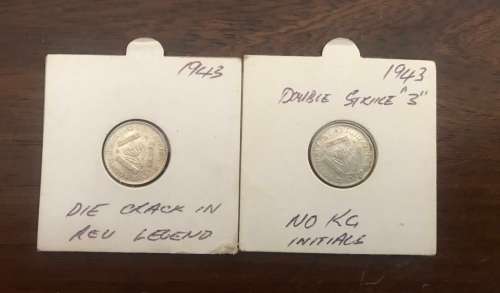 1943
DIE CRACK IN
REV LEGEND
1943
DOUBLE STRIKE "3"
NO KG
INITIALS